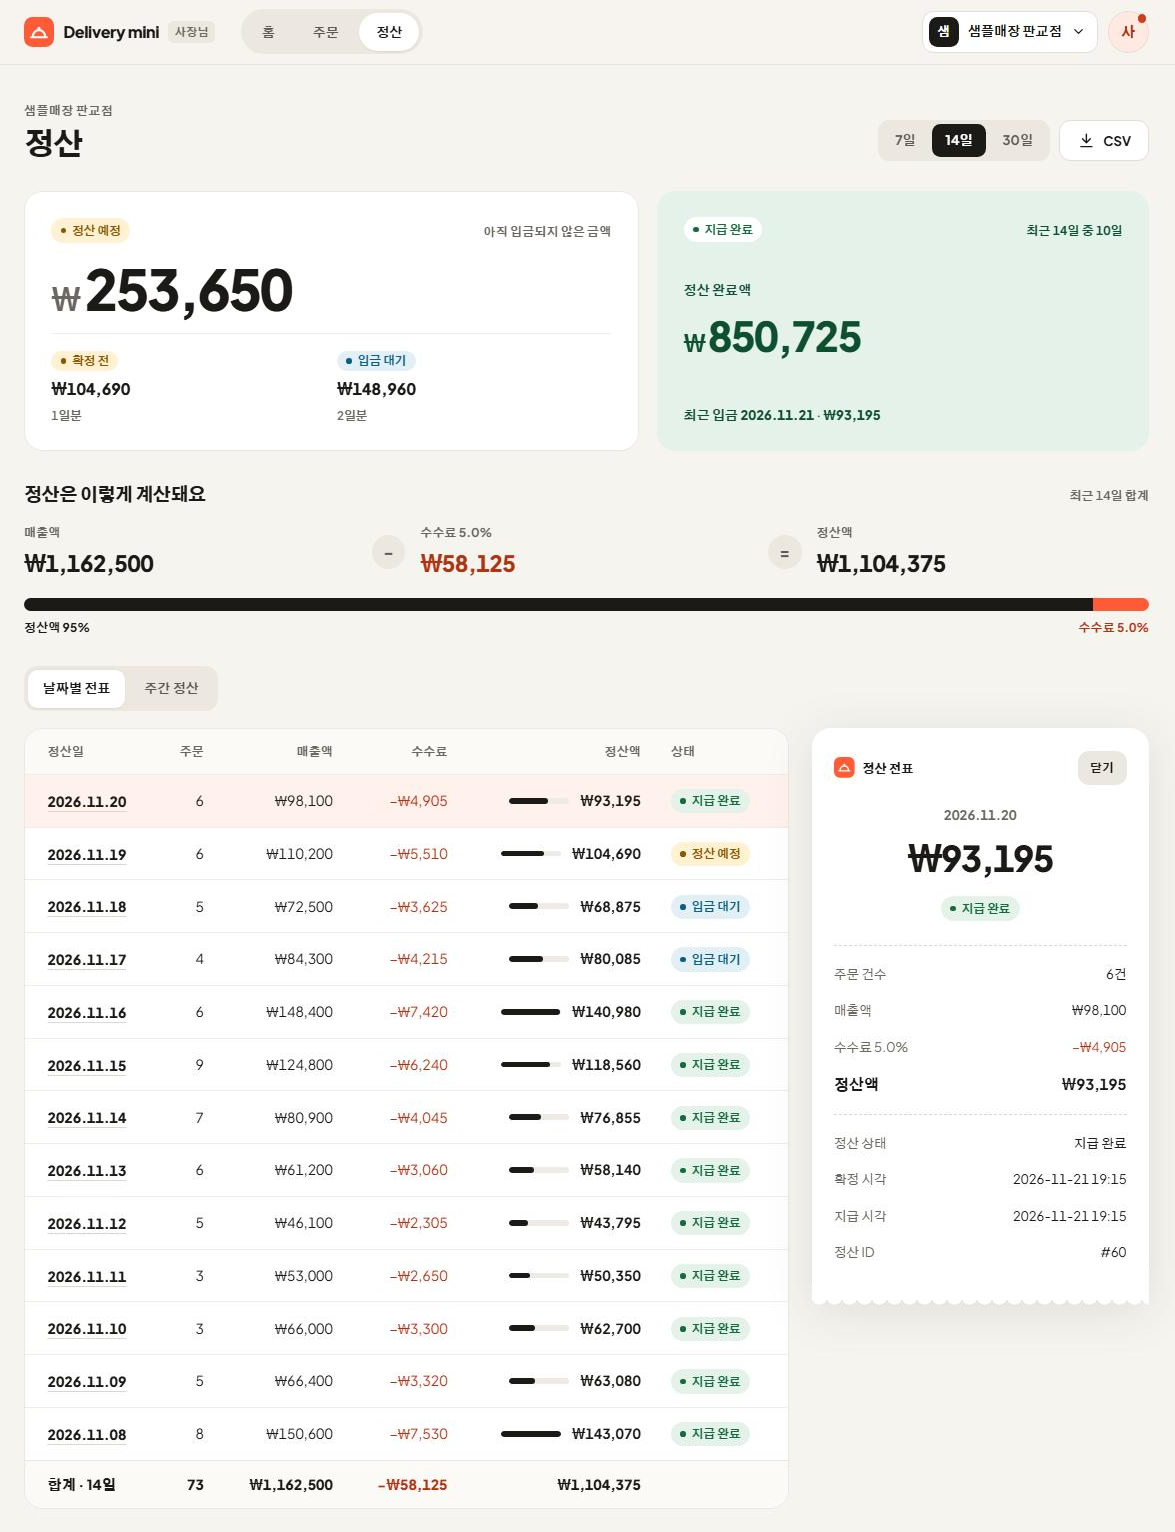 Delivery mini 사장님 홈 주문 정산 샘 샘플매장 판교점 사
샘플매장 판교점
정산
7일 14일 30일 CSV
정산 예정 아직 입금되지 않은 금액
₩253,650
확정 전 입금 대기
₩104,690 ₩148,960
1일분 2일분
지급 완료 최근 14일 중 10일
정산 완료액
₩850,725
최근 입금 2026.11.21 · ₩93,195
정산은 이렇게 계산돼요 최근 14일 합계
매출액 수수료 5.0% 정산액
₩1,162,500 − ₩58,125 = ₩1,104,375
정산액 95% 수수료 5.0%
날짜별 전표 주간 정산
정산일 주문 매출액 수수료 정산액 상태
2026.11.20 6 ₩98,100 −₩4,905 ₩93,195 지급 완료
2026.11.19 6 ₩110,200 −₩5,510 ₩104,690 정산 예정
2026.11.18 5 ₩72,500 −₩3,625 ₩68,875 입금 대기
2026.11.17 4 ₩84,300 −₩4,215 ₩80,085 입금 대기
2026.11.16 6 ₩148,400 −₩7,420 ₩140,980 지급 완료
2026.11.15 9 ₩124,800 −₩6,240 ₩118,560 지급 완료
2026.11.14 7 ₩80,900 −₩4,045 ₩76,855 지급 완료
2026.11.13 6 ₩61,200 −₩3,060 ₩58,140 지급 완료
2026.11.12 5 ₩46,100 −₩2,305 ₩43,795 지급 완료
2026.11.11 3 ₩53,000 −₩2,650 ₩50,350 지급 완료
2026.11.10 3 ₩66,000 −₩3,300 ₩62,700 지급 완료
2026.11.09 5 ₩66,400 −₩3,320 ₩63,080 지급 완료
2026.11.08 8 ₩150,600 −₩7,530 ₩143,070 지급 완료
합계 · 14일 73 ₩1,162,500 −₩58,125 ₩1,104,375
정산 전표 닫기
2026.11.20
₩93,195
지급 완료
주문 건수 6건
매출액 ₩98,100
수수료 5.0% −₩4,905
정산액 ₩93,195
정산 상태 지급 완료
확정 시각 2026-11-21 19:15
지급 시각 2026-11-21 19:15
정산 ID #60